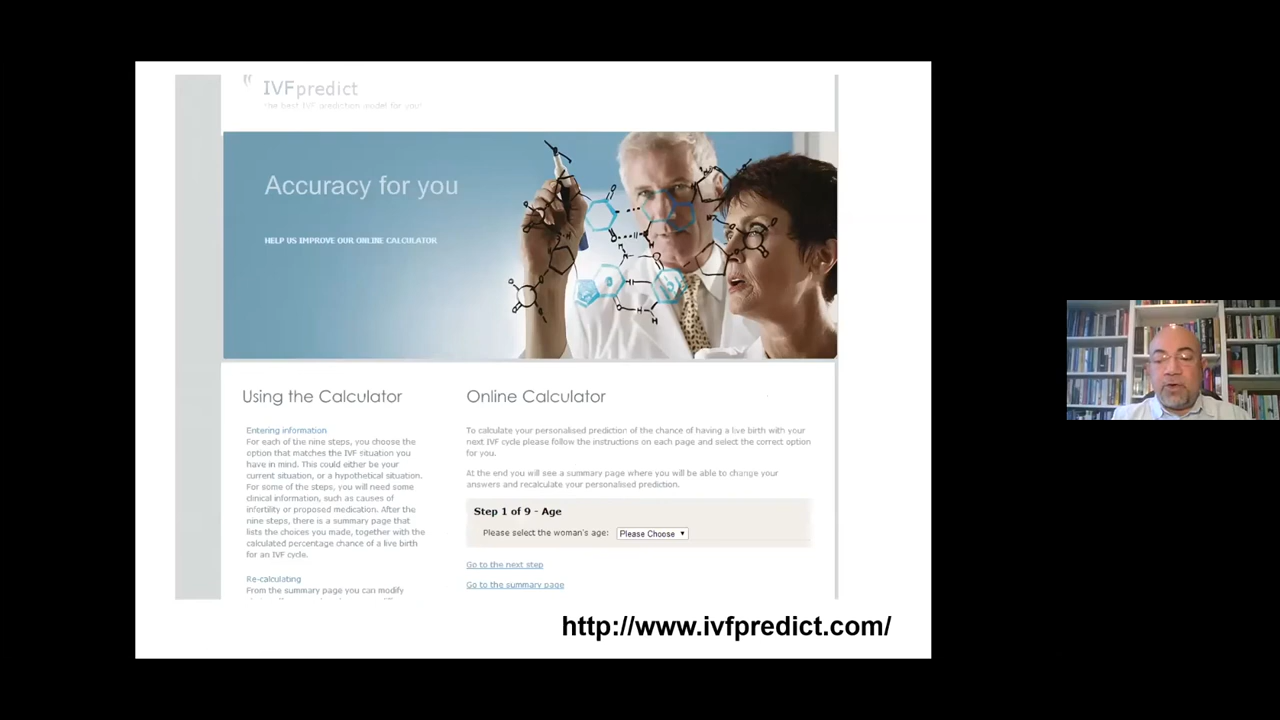 IVFpredict
The best IVF prediction model for you!
Accuracy for you
HELP US IMPROVE OUR ONLINE CALCULATOR
Using the Calculator
Entering information
For each of the nine steps, you choose the
option that matches the IVF situation you
have in mind. This could either be your
current situation, or a hypothetical situation.
For some of the steps, you will need some
clinical information, such as causes of
infertility or proposed medication. After the
nine steps, there is a summary page that
lists the choices you made, together with the
calculated percentage chance of a live birth
for an IVF cycle.
Re-calculating
From the summary page you can modify
Online Calculator
To calculate your personalised prediction of the chance of having a live birth with your
next IVF cycle please follow the instructions on each page and select the correct option
for you.
At the end you will see a summary page where you will be able to change your
answers and recalculate your personalised prediction.
Step 1 of 9 - Age
Please select the woman's age: Please Choose
Go to the next step
Go to the summary page
http://www.ivfpredict.com/